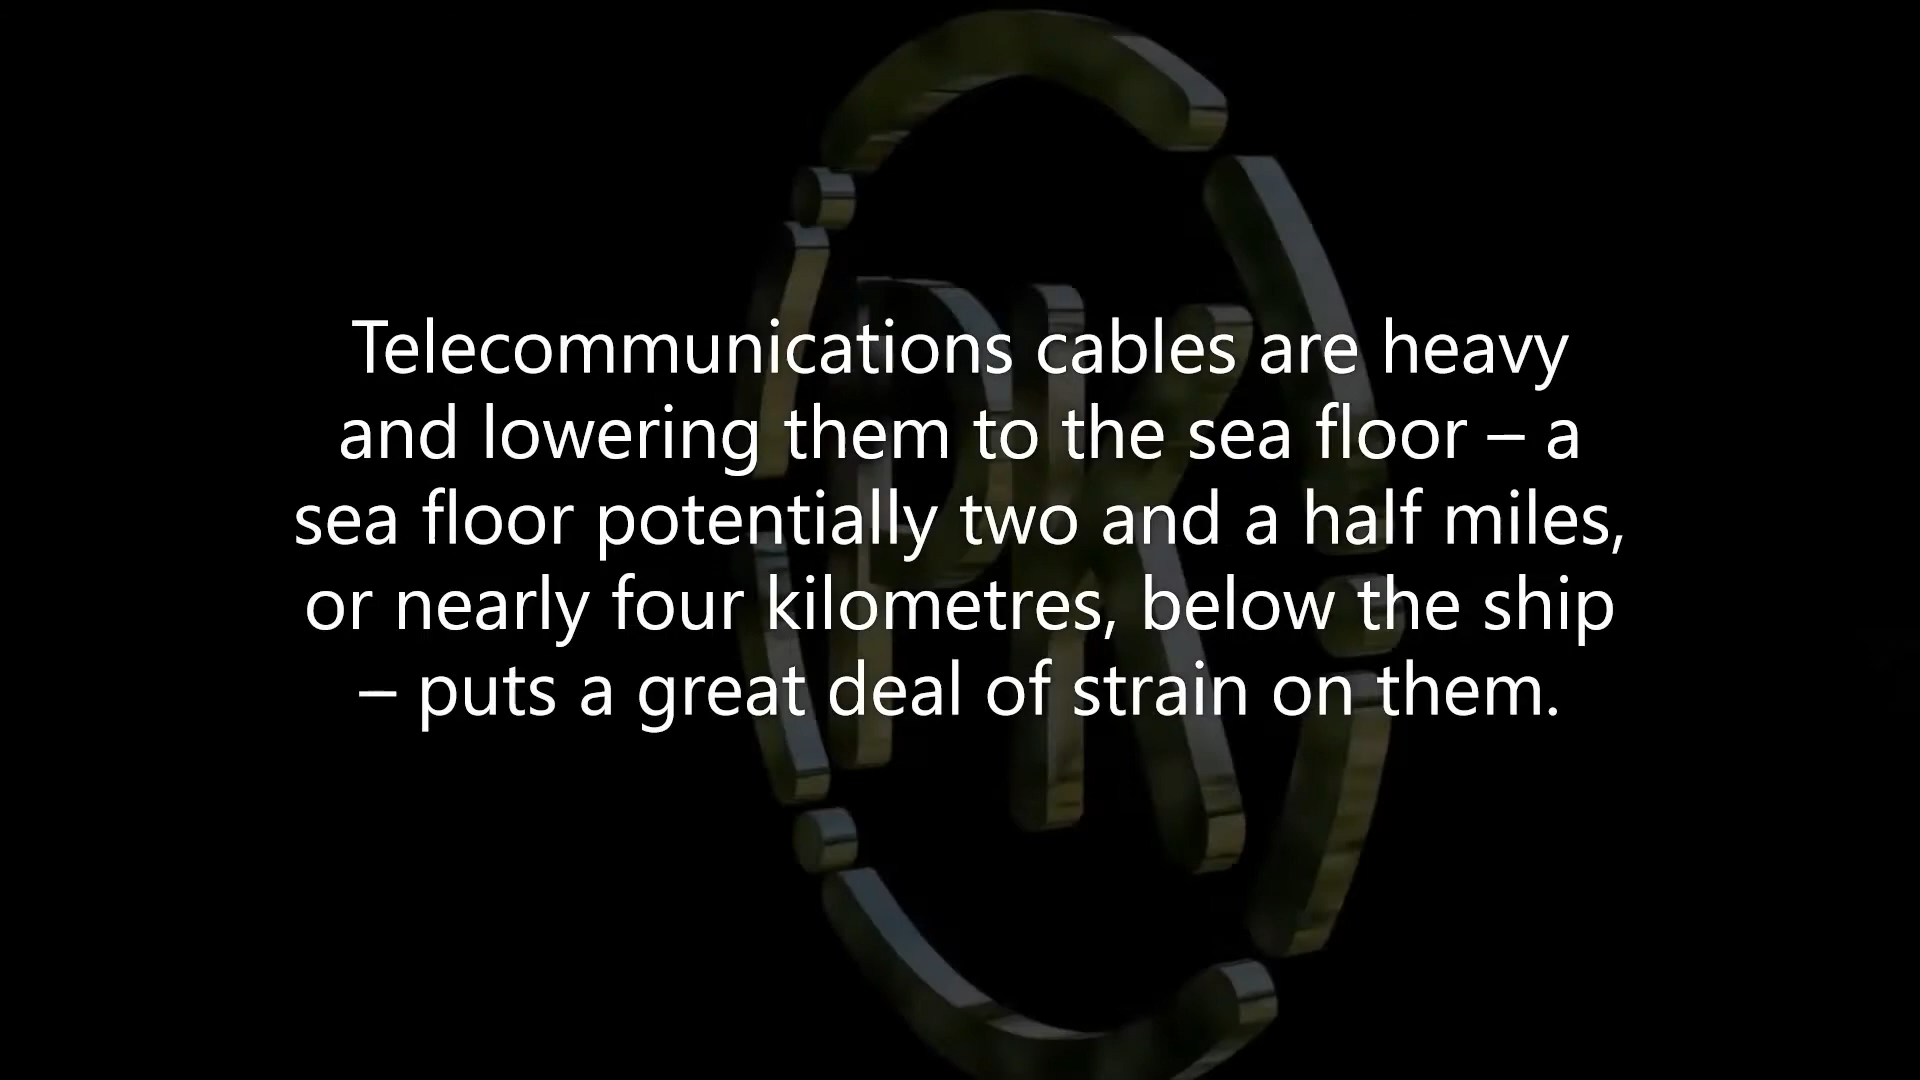 Telecommunications cables are heavy
and lowering them to the sea floor – a
sea floor potentially two and a half miles,
or nearly four kilometres, below the ship
– puts a great deal of strain on them.
PK